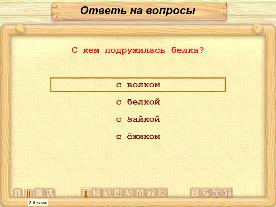 Ответь на вопросы
С кем подружилась белка?
с волком
с белкой
с зайкой
с ёжиком